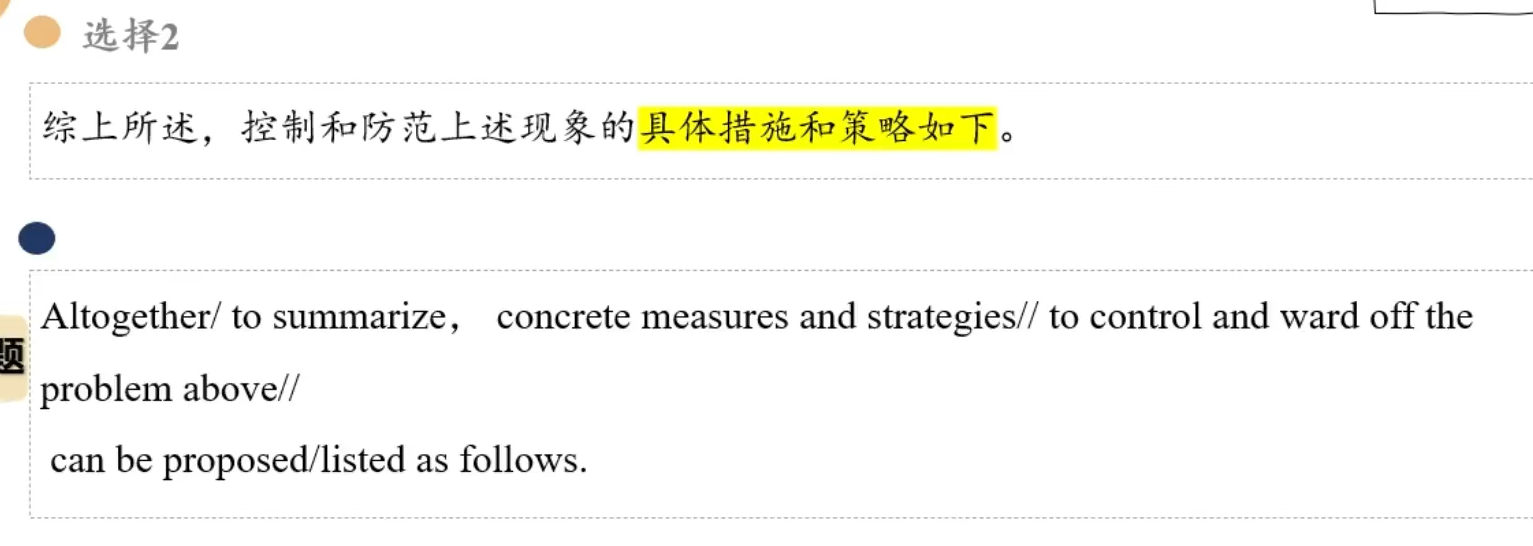 选择2
综上所述，控制和防范上述现象的具体措施和策略如下。
Altogether/ to summarize， concrete measures and strategies// to control and ward off the
题
problem above//
can be proposed/listed as follows.